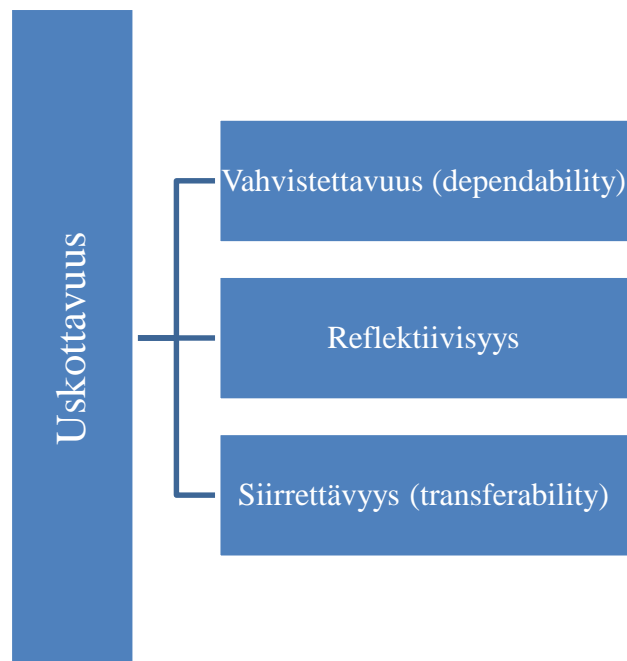 Uskottavuus
Vahvistettavuus (dependability)
Reflektiivisyys
Siirrettävyys (transferability)